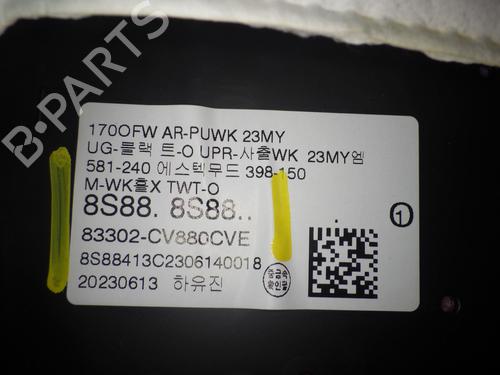 170OFW AR-PUWK 23MY
UG-블랙 트-O UPR-사출WK 23MY엠
581-240 에스텍무드 398-150
M-WK홀X TWT-O
8S88. 8S88..
83302-CV880CVE
8S88413C2306140018
20230613 하유진
1